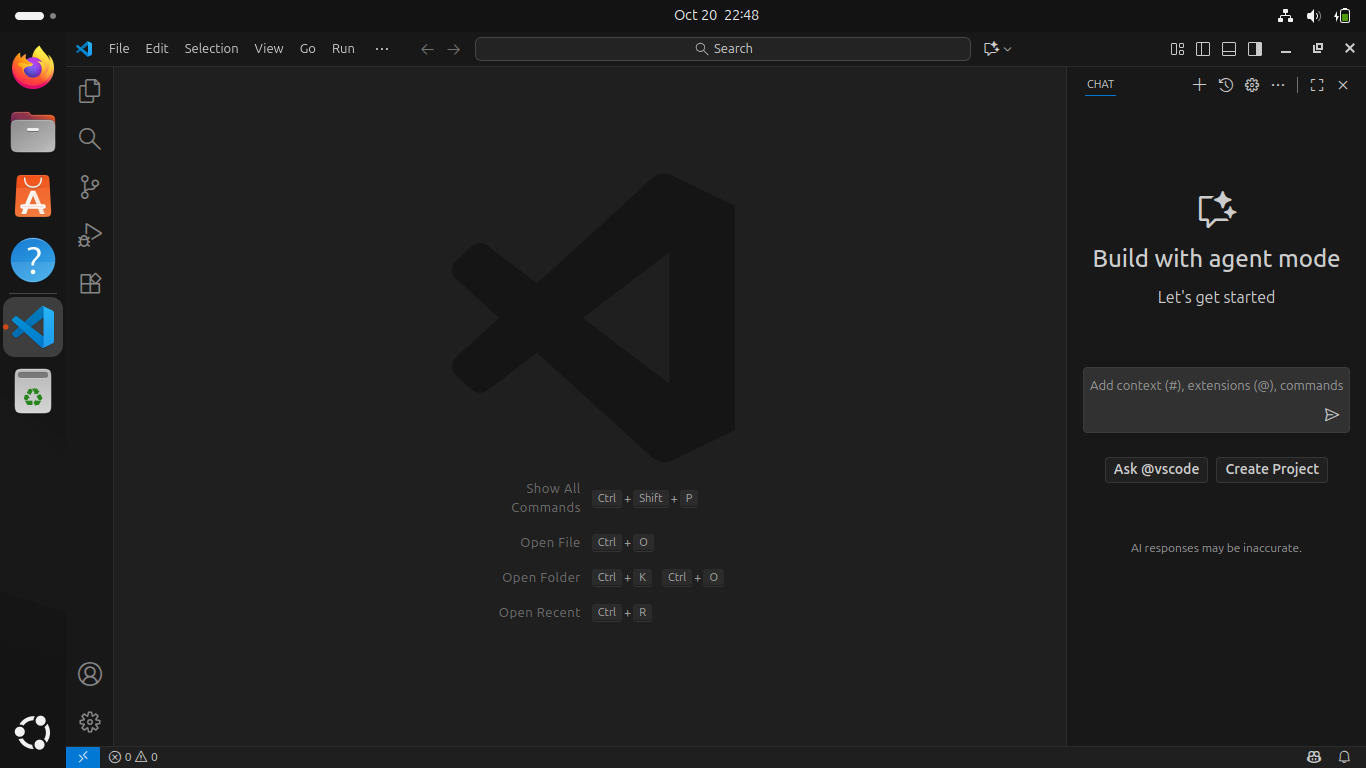 Oct 20 22:48
File Edit Selection View Go Run ··· Search
CHAT
Build with agent mode
Let's get started
Add context (#), extensions (@), commands
Ask @vscode Create Project
AI responses may be inaccurate.
Show All Commands Ctrl + Shift + P
Open File Ctrl + O
Open Folder Ctrl + K Ctrl + O
Open Recent Ctrl + R
0 0